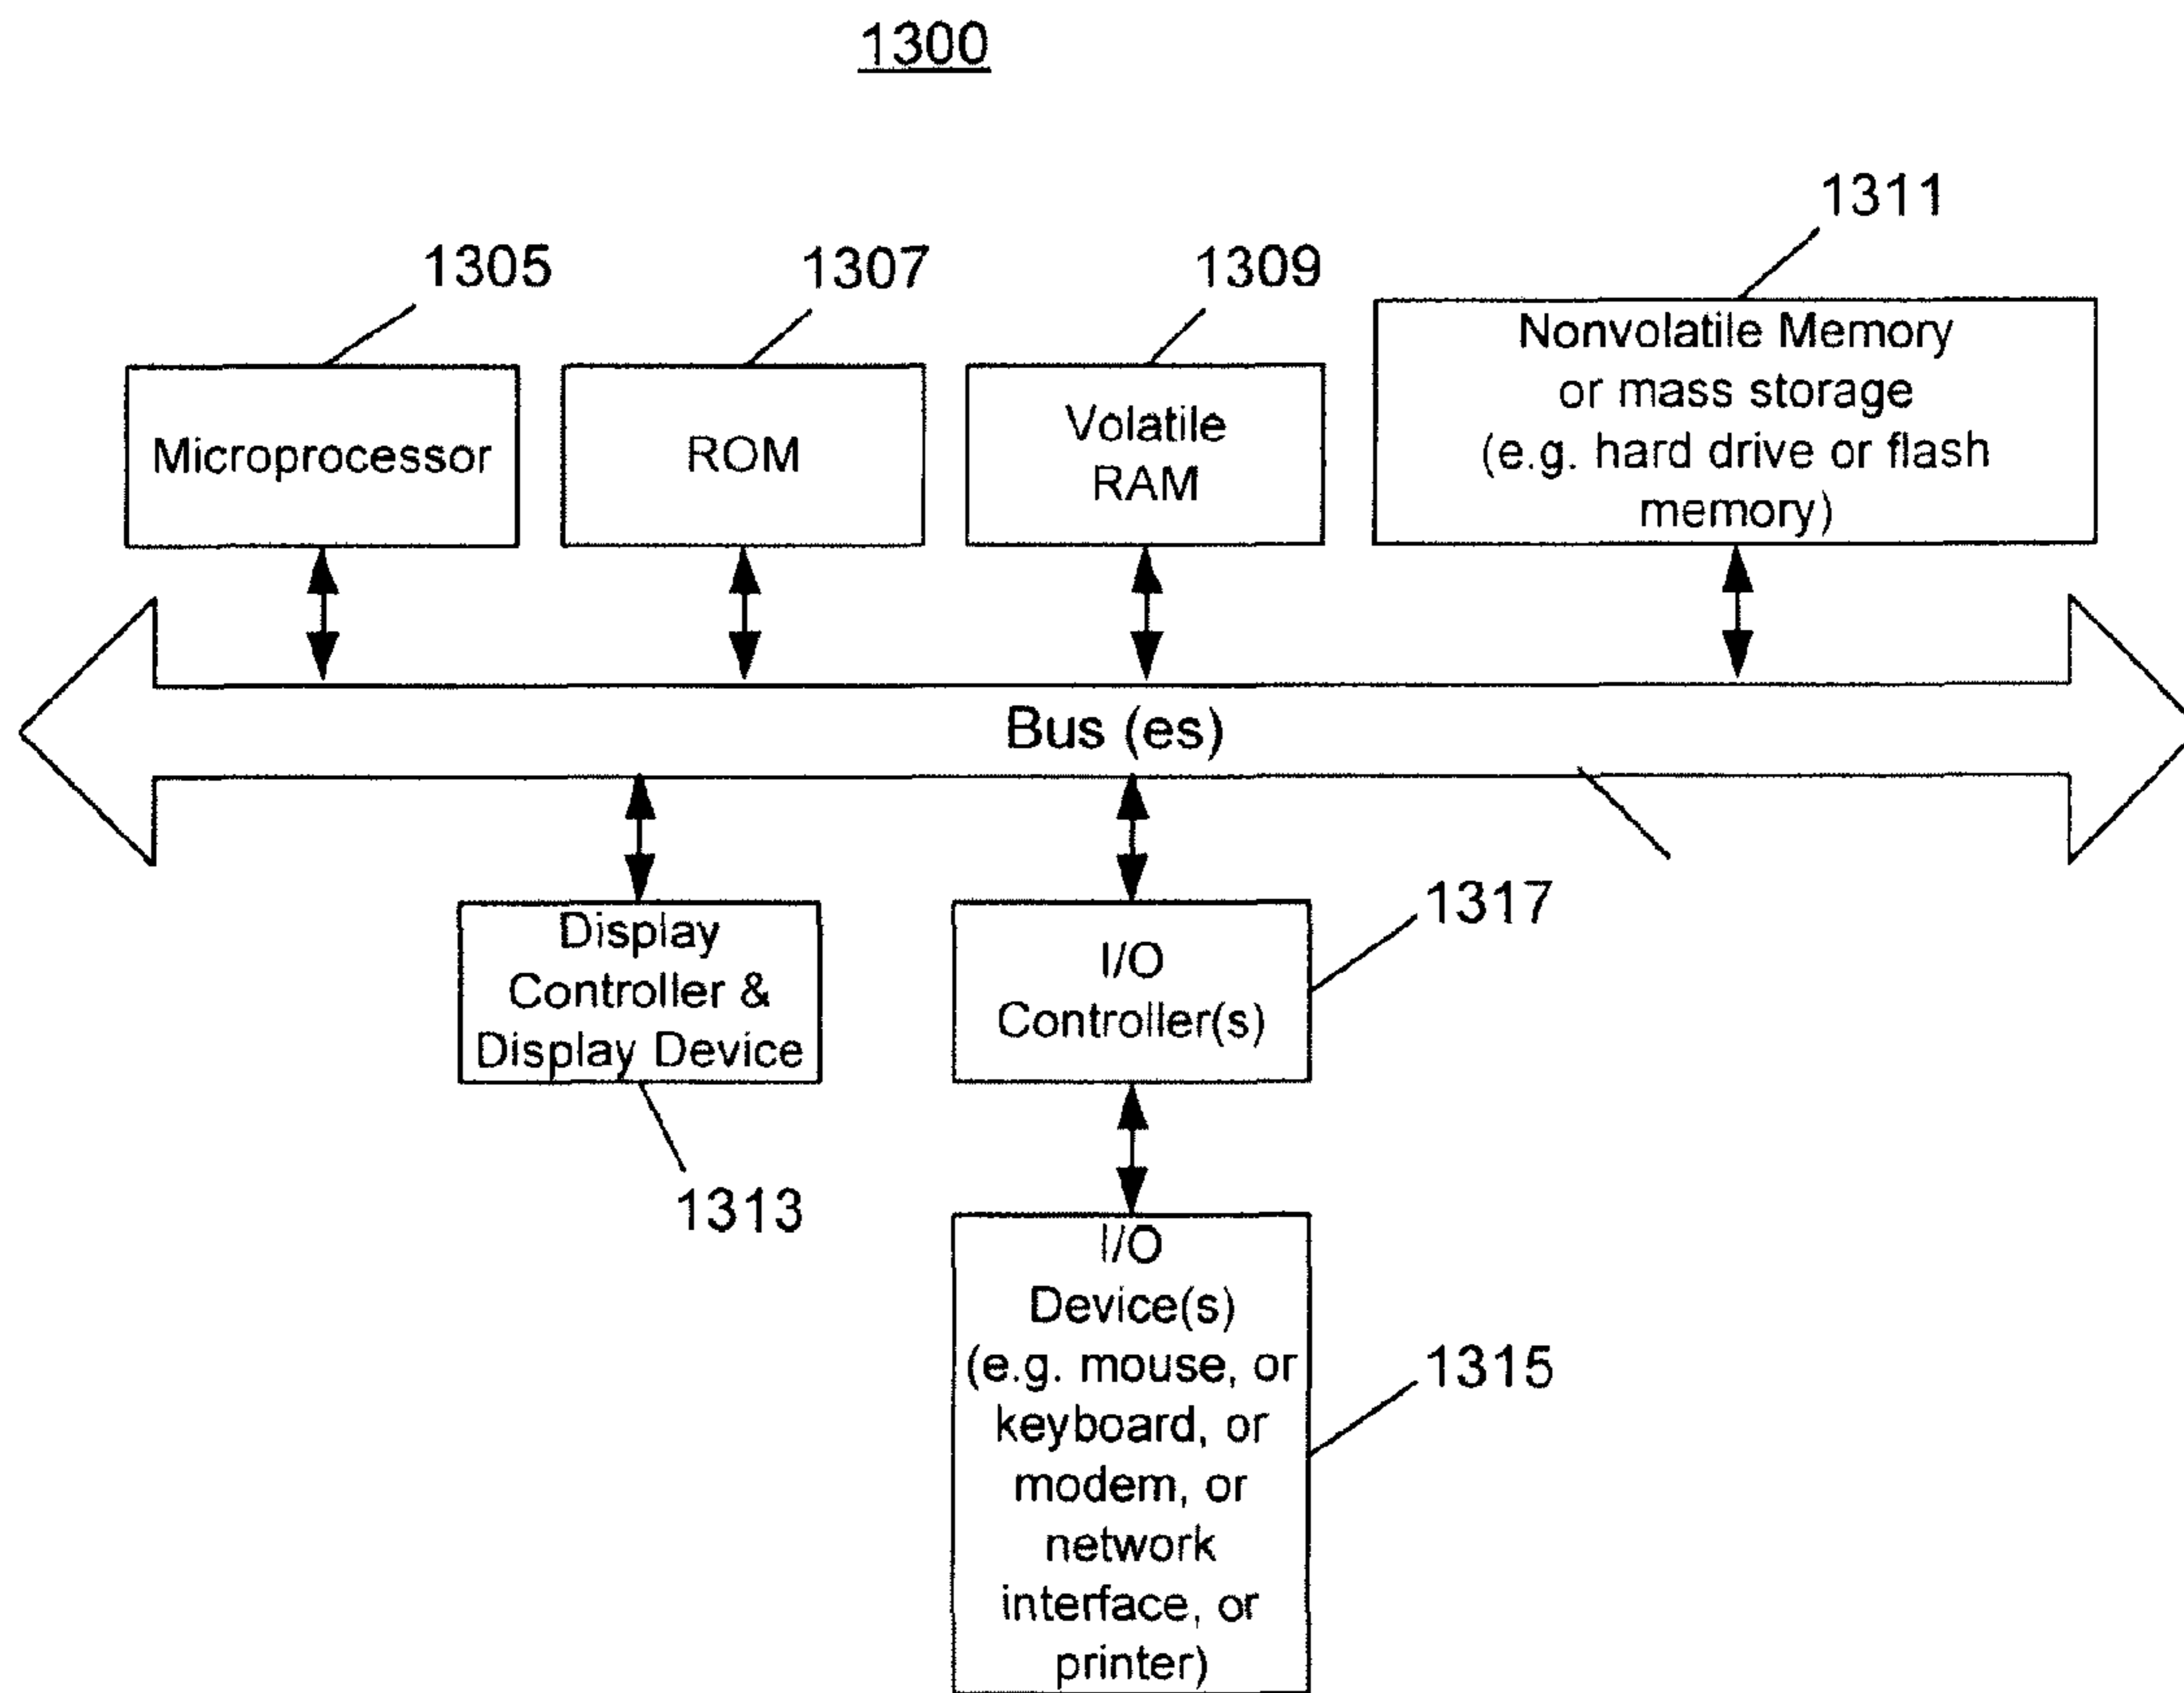 1300
1311
1305
1307
1309
Microprocessor
ROM
Volatile
RAM
Nonvolatile Memory
or mass storage
(e.g. hard drive or flash
memory)
Bus (es)
Display
Controller &
Display Device
1313
I/O
Controller(s)
1317
I/O
Device(s)
(e.g. mouse, or
keyboard, or
modem, or
network
interface, or
printer)
1315